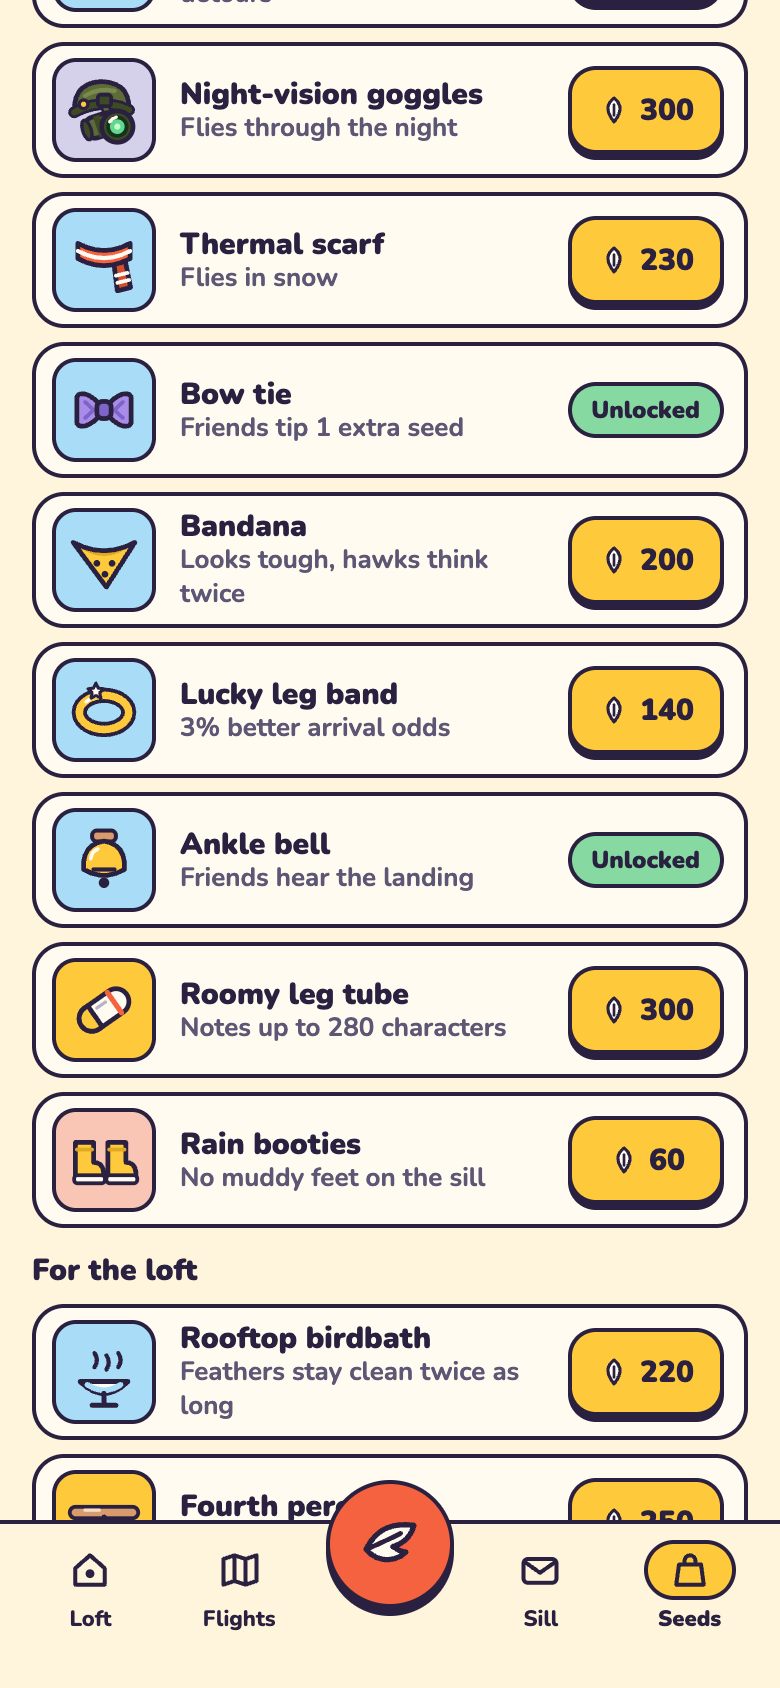 Night-vision goggles
Flies through the night
300
Thermal scarf
Flies in snow
230
Bow tie
Friends tip 1 extra seed
Unlocked
Bandana
Looks tough, hawks think
twice
200
Lucky leg band
3% better arrival odds
140
Ankle bell
Friends hear the landing
Unlocked
Roomy leg tube
Notes up to 280 characters
300
Rain booties
No muddy feet on the sill
60
For the loft
Rooftop birdbath
Feathers stay clean twice as
long
220
Fourth
250
Loft
Flights
Sill
Seeds